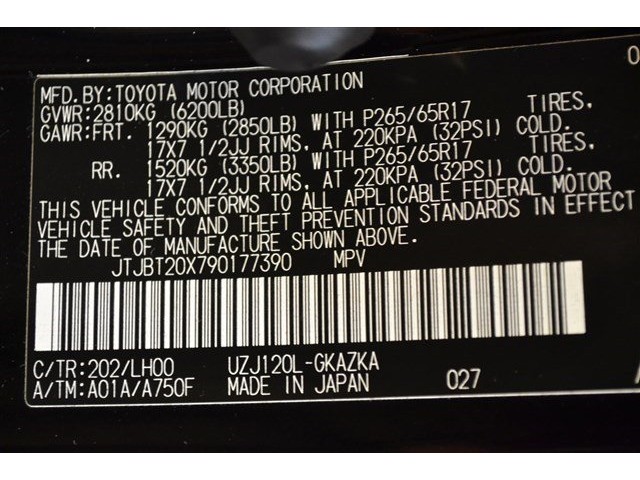 0
MFD.BY:TOYOTA MOTOR CORPORATION
GVWR:2810KG (6200LB)
GAWR:FRT. 1290KG (2850LB) WITH P265/65R17 TIRES,
17X7 1/2JJ RIMS, AT 220KPA (32PSI) COLD.
RR. 1520KG (3350LB) WITH P265/65R17 TIRES,
17X7 1/2JJ RIMS, AT 220KPA (32PSI) COLD.
THIS VEHICLE CONFORMS TO ALL APPLICABLE FEDERAL MOTOR
VEHICLE SAFETY AND THEFT PREVENTION STANDARDS IN EFFECT
THE DATE OF MANUFACTURE SHOWN ABOVE.
JTJBT20X790177390 MPV
C/TR:202/LH00 UZJ120L-GKAZKA
A/TM:A01A/A750F MADE IN JAPAN 027